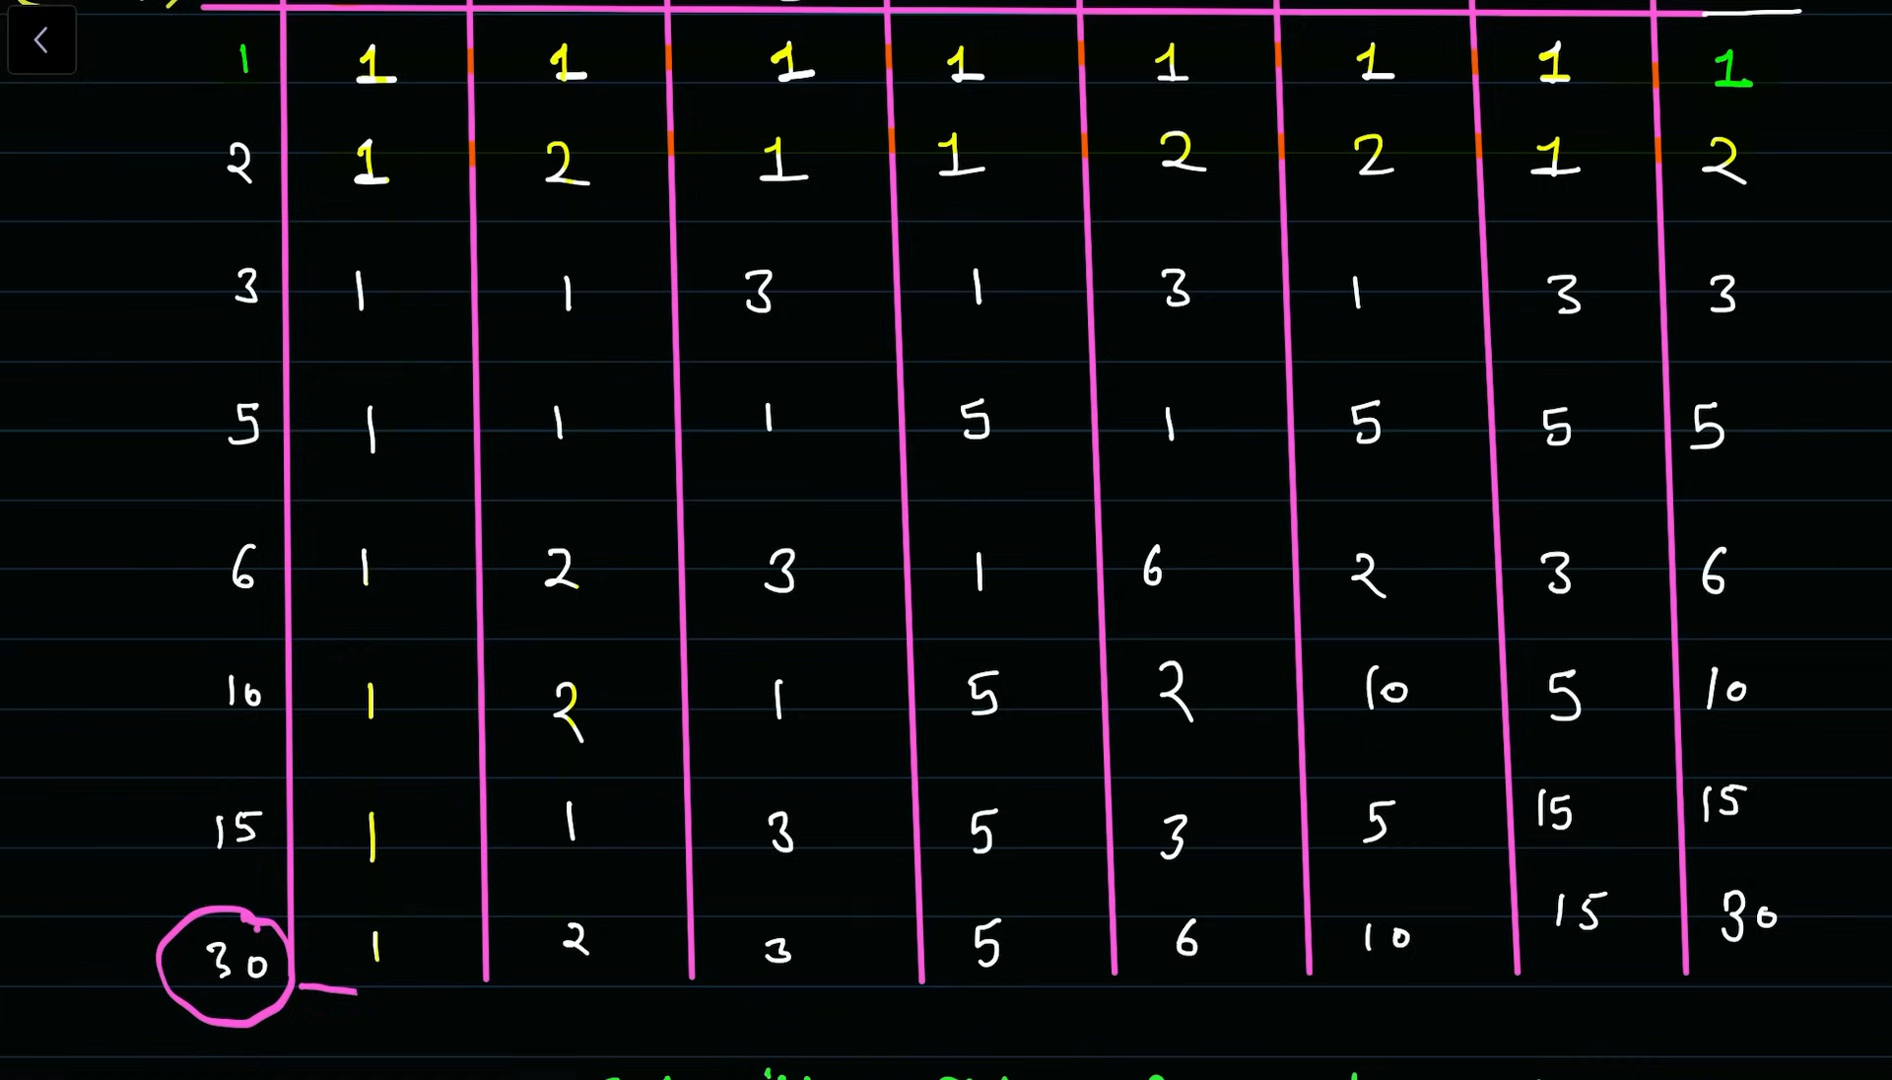 1 1 1 1 1 1 1 1 1
2 1 2 1 1 2 2 1 2
3 1 1 3 1 3 1 3 3
5 1 1 1 5 1 5 5 5
6 1 2 3 1 6 2 3 6
10 1 2 1 5 2 10 5 10
15 1 1 3 5 3 5 15 15
30 1 2 3 5 6 10 15 30